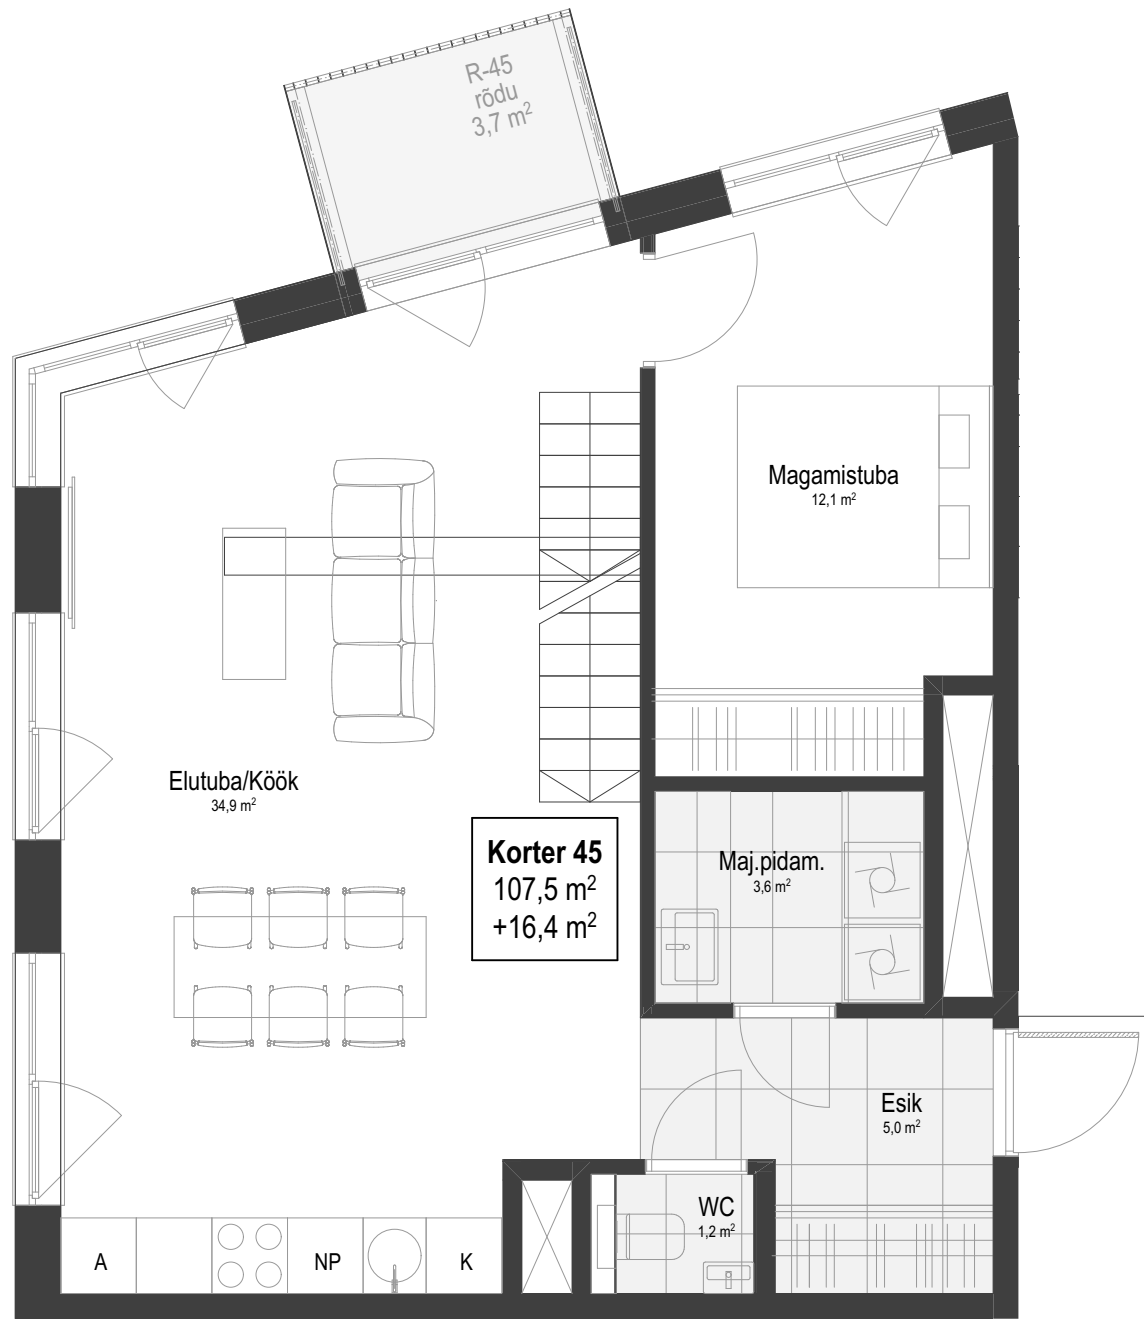 R-45
rõdu
3,7 m²
Magamistuba
12,1 m²
Elutuba/Köök
34,9 m²
Korter 45
107,5 m²
+16,4 m²
Maj.pidam.
3,6 m²
Esik
5,0 m²
WC
1,2 m²
A
NP
K